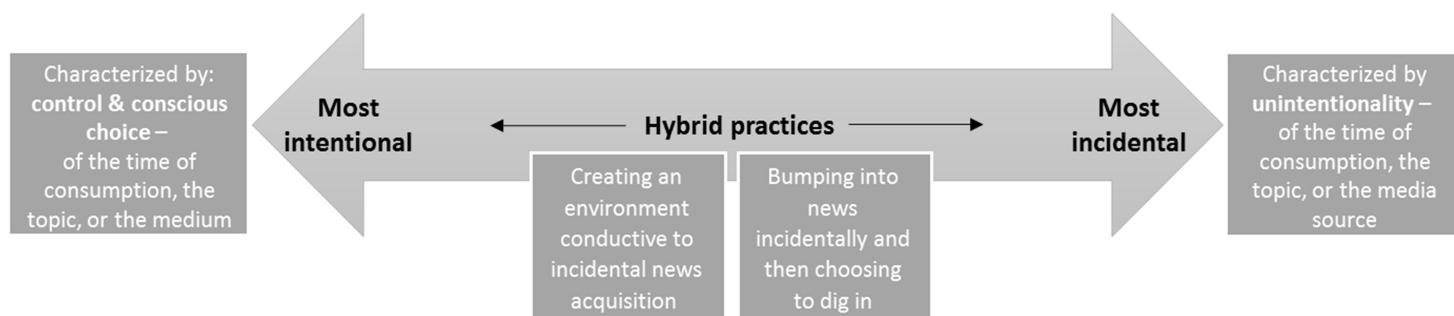 Characterized by:
control & conscious
choice –
of the time of
consumption, the
topic, or the medium
Most
intentional
Hybrid practices
Creating an
environment
conductive to
incidental news
acquisition
Bumping into
news
incidentally and
then choosing
to dig in
Most
incidental
Characterized by
unintentionality –
of the time of
consumption, the
topic, or the media
source